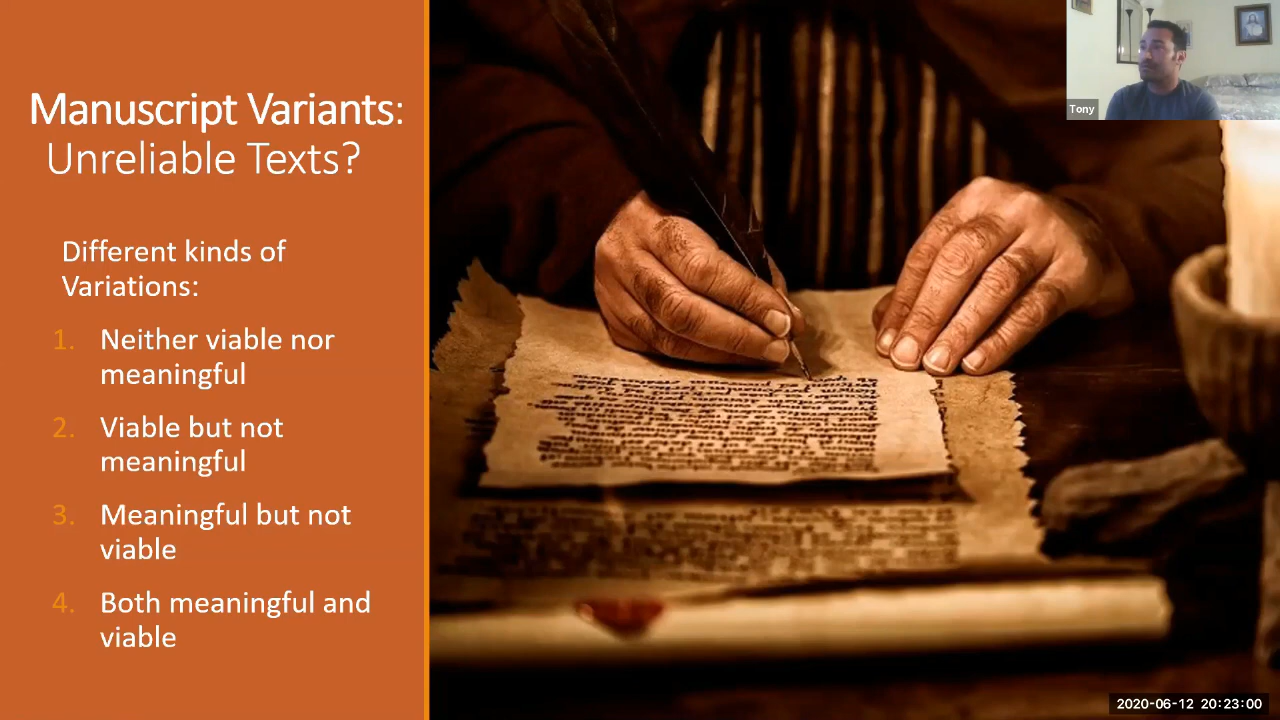 Manuscript Variants:
Unreliable Texts?
Different kinds of
Variations:
1. Neither viable nor
meaningful
2. Viable but not
meaningful
3. Meaningful but not
viable
4. Both meaningful and
viable
Tony
2020-06-12 20:23:00